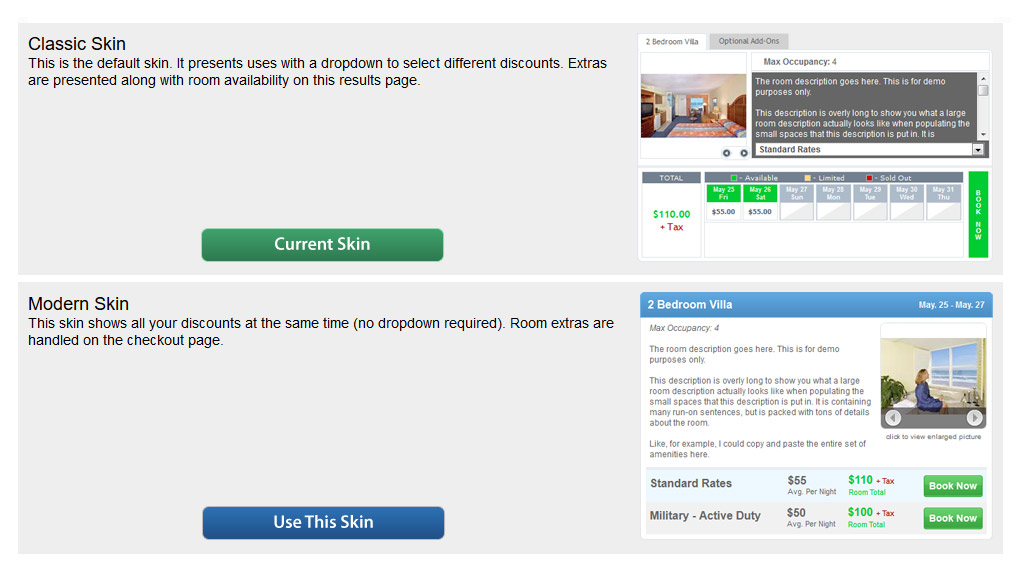 Classic Skin
This is the default skin. It presents uses with a dropdown to select different discounts. Extras
are presented along with room availability on this results page.
Current Skin
2 Bedroom Villa
Optional Add-Ons
Max Occupancy: 4
The room description goes here. This is for demo
purposes only.
This description is overly long to show you what a large
room description actually looks like when populating the
small spaces that this description is put in. It is
Standard Rates
TOTAL
- Available
- Limited
- Sold Out
May 25 May 26 May 27 May 28 May 29 May 30 May 31
Fri Sat Sun Mon Tue Wed Thu
$55.00 $55.00
$110.00
+ Tax
BOOK NOW
Modern Skin
This skin shows all your discounts at the same time (no dropdown required). Room extras are
handled on the checkout page.
Use This Skin
2 Bedroom Villa
May. 25 - May. 27
Max Occupancy: 4
The room description goes here. This is for demo
purposes only.
This description is overly long to show you what a large
room description actually looks like when populating the
small spaces that this description is put in. It is containing
many run-on sentences, but is packed with tons of details
about the room.
Like, for example, I could copy and paste the entire set of
amenities here.
click to view enlarged picture
Standard Rates
$55
Avg. Per Night
$110 + Tax
Room Total
Book Now
Military - Active Duty
$50
Avg. Per Night
$100 + Tax
Room Total
Book Now